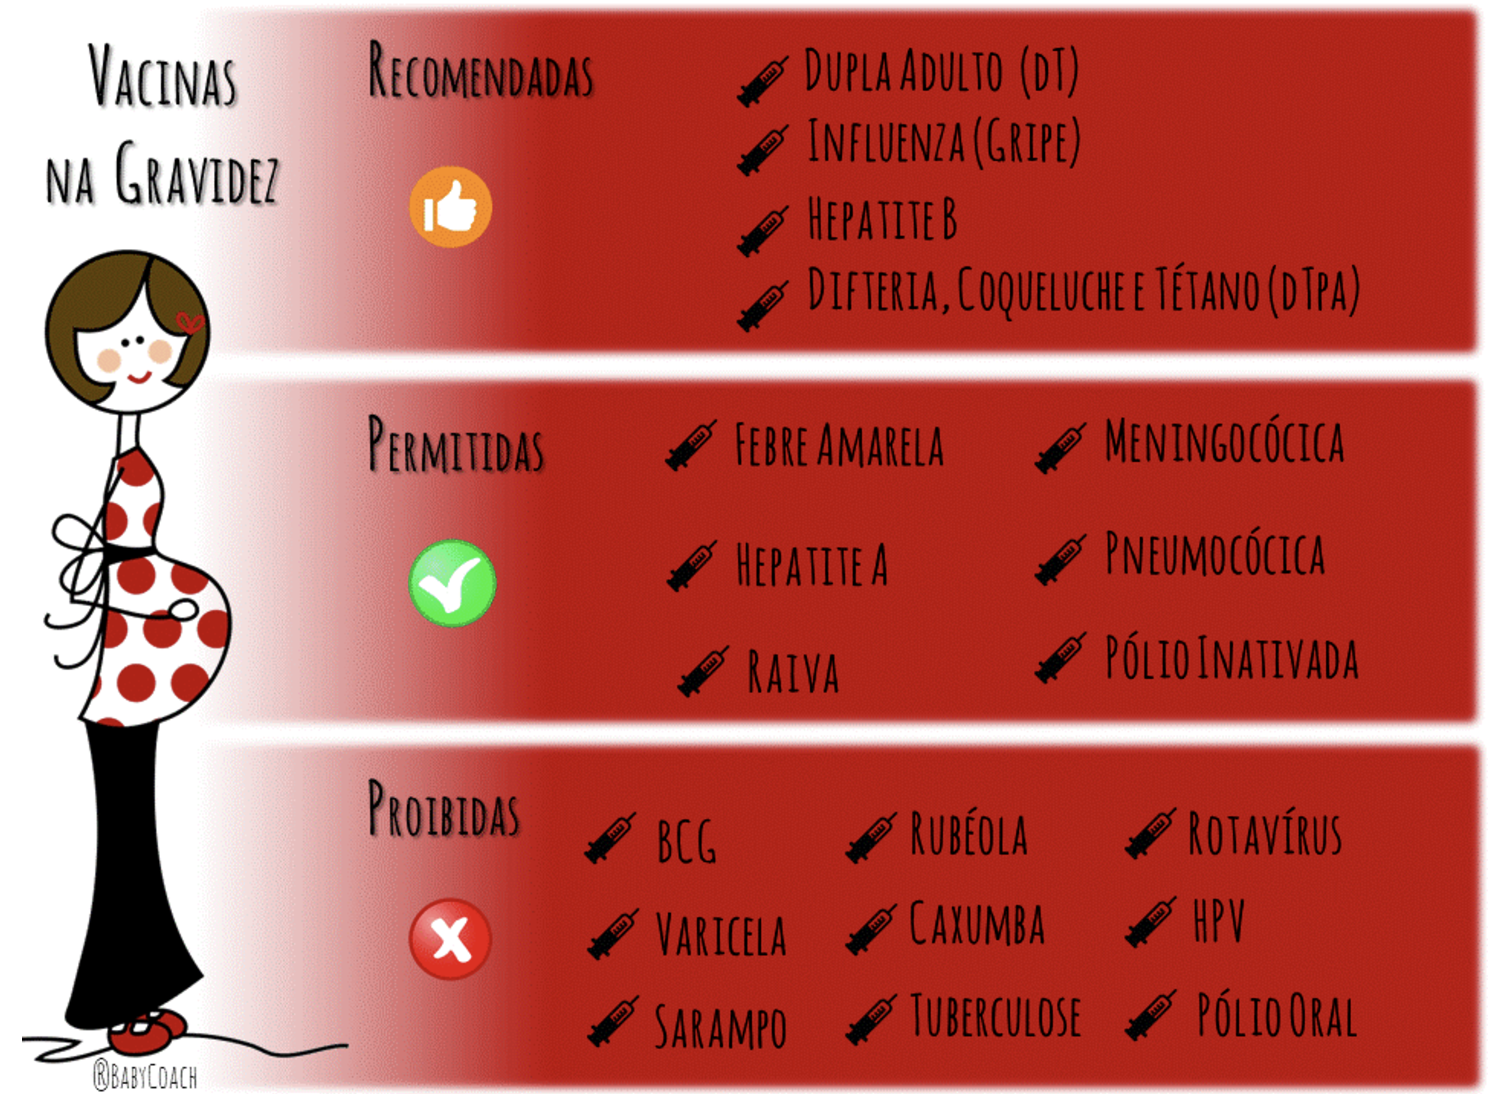 Vacinas
na Gravidez
Recomendadas
Dupla Adulto (dT)
Influenza (Gripe)
Hepatite B
Difteria, Coqueluche e Tétano (dTpa)
Permitidas
Febre Amarela
Meningocócica
Hepatite A
Pneumocócica
Raiva
Pólio Inativada
Proibidas
BCG
Rubéola
Rotavírus
Varicela
Caxumba
HPV
Sarampo
Tuberculose
Pólio Oral
®BabyCoach